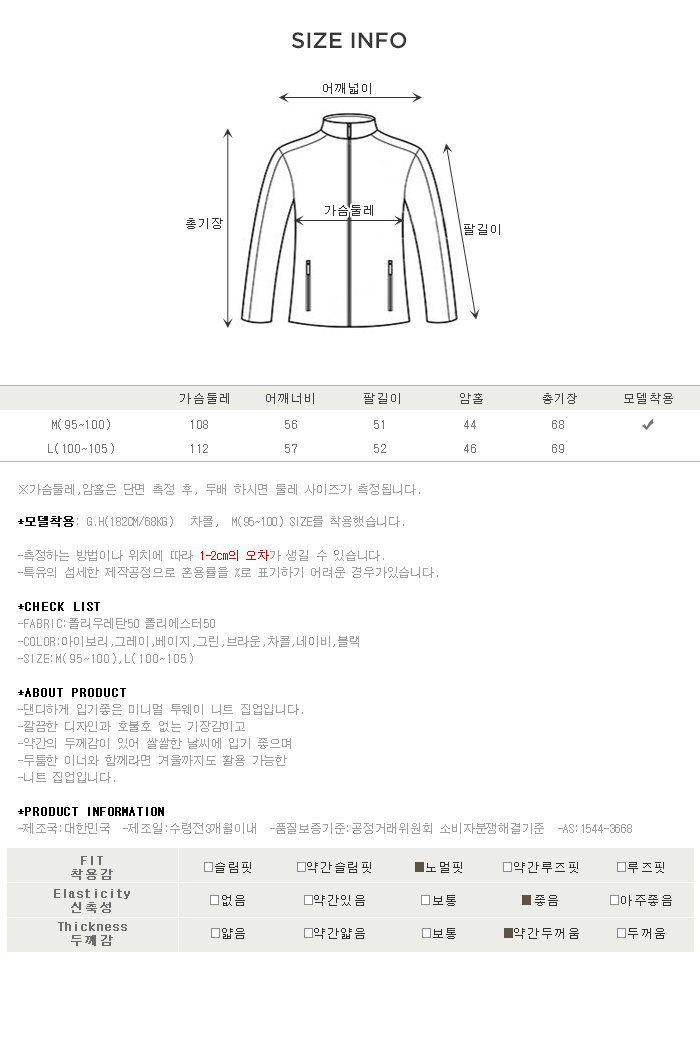 SIZE INFO
어깨넓이
총기장
가슴둘레
팔길이
가슴둘레 어깨너비 팔길이 암홀 총기장 모델착용
M(95~100) 108 56 51 44 68
L(100~105) 112 57 52 46 69
※가슴둘레,암홀은 단면 측정 후, 두배 하시면 둘레 사이즈가 측정됩니다.
*모델착용: G.H(182CM/68KG) 차콜, M(95~100) SIZE를 착용했습니다.
-측정하는 방법이나 위치에 따라 1-2cm의 오차가 생길 수 있습니다.
-특유의 섬세한 제작공정으로 혼용률을 %로 표기하기 어려운 경우가있습니다.
*CHECK LIST
-FABRIC:폴리우레탄50 폴리에스터50
-COLOR:아이보리,그레이,베이지,그린,브라운,차콜,네이비,블랙
-SIZE:M(95~100),L(100~105)
*ABOUT PRODUCT
-댄디하게 입기좋은 미니멀 투웨이 니트 집업입니다.
-깔끔한 디자인과 호불호 없는 기장감이고
-약간의 두께감이 있어 쌀쌀한 날씨에 입기 좋으며
-두툼한 이너와 함께라면 겨울까지도 활용 가능한
-니트 집업입니다.
*PRODUCT INFORMATION
-제조국:대한민국 -제조일:수령전3개월이내 -품질보증기준:공정거래위원회 소비자분쟁해결기준 -AS:1544-3668
FIT
착용감
□슬림핏 □약간슬림핏 ■노멀핏 □약간루즈핏 □루즈핏
Elasticity
신축성
□없음 □약간있음 □보통 ■좋음 □아주좋음
Thickness
두께감
□얇음 □약간얇음 □보통 ■약간두꺼움 □두꺼움